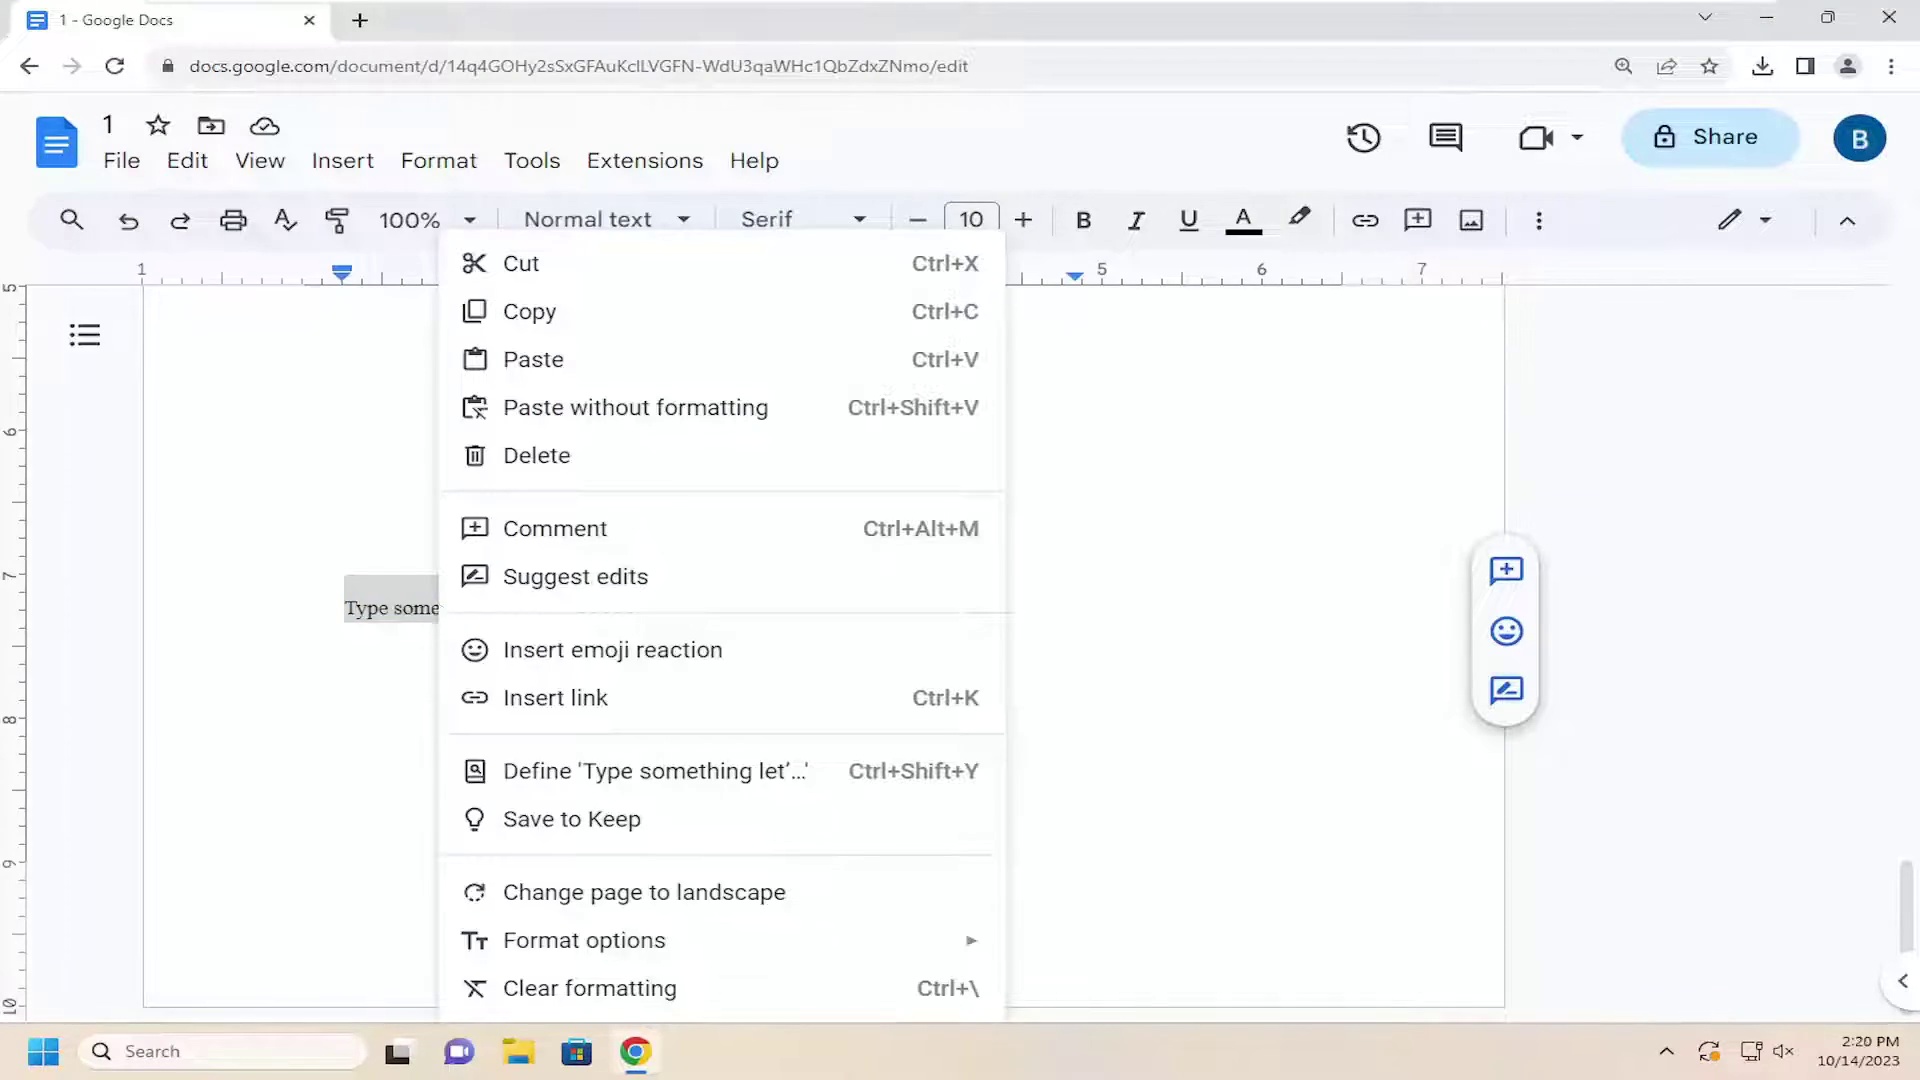 1 - Google Docs
docs.google.com/document/d/14q4GOHy2sSxGFAuKclLVGFN-WdU3qaWHc1QbZdxZNmo/edit
1
File Edit View Insert Format Tools Extensions Help
Share
B
100% Normal text Serif 10
B I U A
1 5 6 7
5
6
7
8
9
10
Cut Ctrl+X
Copy Ctrl+C
Paste Ctrl+V
Paste without formatting Ctrl+Shift+V
Delete
Comment Ctrl+Alt+M
Suggest edits
Type some
Insert emoji reaction
Insert link Ctrl+K
Define 'Type something let’...' Ctrl+Shift+Y
Save to Keep
Change page to landscape
Format options
Clear formatting Ctrl+\
Search
2:20 PM
10/14/2023